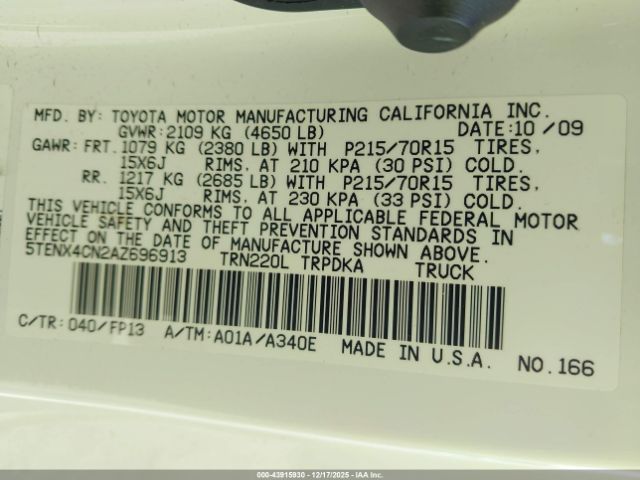 MFD. BY: TOYOTA MOTOR MANUFACTURING CALIFORNIA INC.
GVWR: 2109 KG (4650 LB) DATE: 10 /09
GAWR: FRT. 1079 KG (2380 LB) WITH P215/70R15 TIRES,
15X6J RIMS, AT 210 KPA (30 PSI) COLD.
RR. 1217 KG (2685 LB) WITH P215/70R15 TIRES,
15X6J RIMS, AT 230 KPA (33 PSI) COLD.
THIS VEHICLE CONFORMS TO ALL APPLICABLE FEDERAL MOTOR
VEHICLE SAFETY AND THEFT PREVENTION STANDARDS IN
EFFECT ON THE DATE OF MANUFACTURE SHOWN ABOVE.
5TENX4CN2AZ696913 TRN220L TRPDKA TRUCK
C/TR: 040/FP13 A/TM: A01A/A340E MADE IN U.S.A. NO. 166
000-43915930 - 12/17/2025 - IAAI.COM